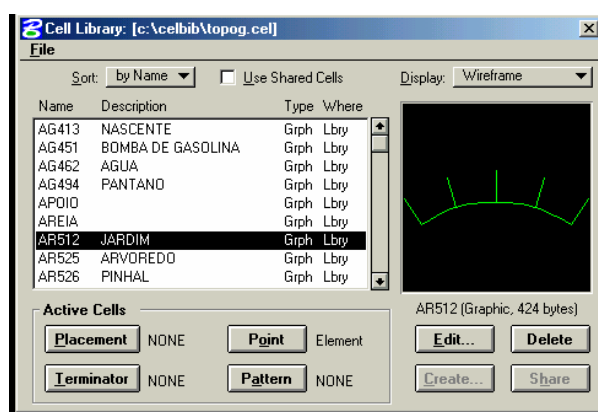 Cell Library: [c:\celbib\topog.cel]
File
Sort: by Name Use Shared Cells Display: Wireframe
Name Description Type Where
AG413 NASCENTE Grph Lbry
AG451 BOMBA DE GASOLINA Grph Lbry
AG462 AGUA Grph Lbry
AG494 PANTANO Grph Lbry
APOIO Grph Lbry
AREIA Grph Lbry
AR512 JARDIM Grph Lbry
AR525 ARVOREDO Grph Lbry
AR526 PINHAL Grph Lbry
AR512 (Graphic, 424 bytes)
Active Cells
Placement NONE Point Element Edit... Delete
Terminator NONE Pattern NONE Create... Share